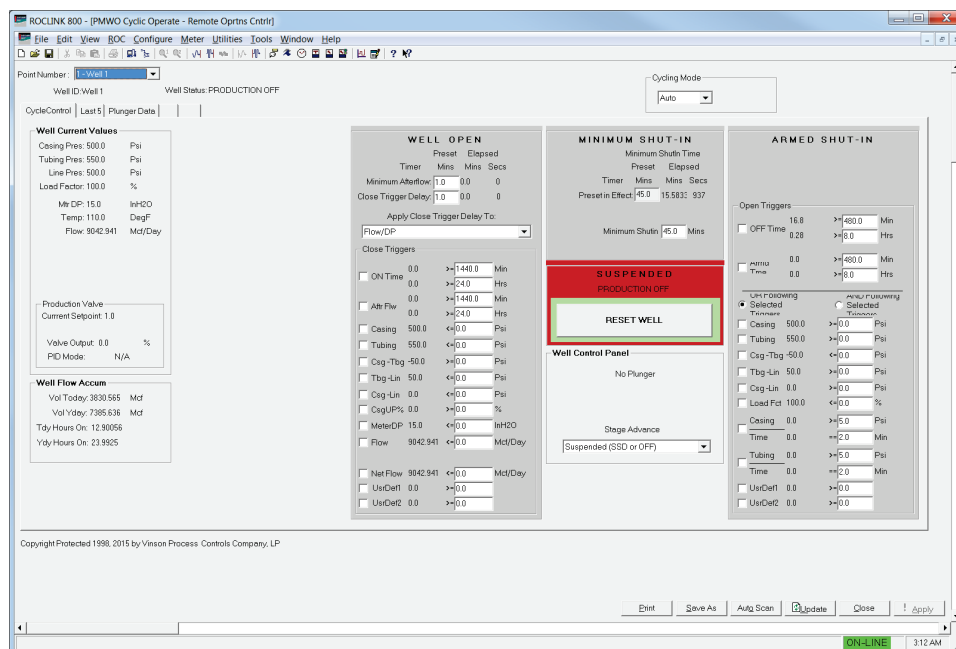 ROCLINK 800 - [PMWO Cyclic Operate - Remote Oprtns Cntrlr]
File Edit View ROC Configure Meter Utilities Tools Window Help
Point Number : 1 - Well 1
Well ID: Well 1 Well Status: PRODUCTION OFF
Cycling Mode
Auto
CycleControl Last 5 Plunger Data
Well Current Values
Casing Pres: 500.0 Psi
Tubing Pres: 550.0 Psi
Line Pres: 500.0 Psi
Load Factor: 100.0 %
Mtr DP: 15.0 InH2O
Temp: 110.0 DegF
Flow: 9042.941 Mcf/Day
Production Valve
Current Setpoint: 1.0
Valve Output: 0.0 %
PID Mode: N/A
Well Flow Accum
Vol Today: 3830.565 Mcf
Vol Yday: 7385.636 Mcf
Tdy Hours On: 12.90056
Ydy Hours On: 23.9925
WELL OPEN
Preset Elapsed
Timer Mins Mins Secs
Minimum Afterflow: 1.0 0.0 0
Close Trigger Delay: 1.0 0.0 0
Apply Close Trigger Delay To:
Flow/DP
Close Triggers
ON Time 0.0 >= 1440.0 Min
0.0 >= 24.0 Hrs
Aftr Flw 0.0 >= 1440.0 Min
0.0 >= 24.0 Hrs
Casing 500.0 <= 0.0 Psi
Tubing 550.0 <= 0.0 Psi
Csg -Tbg -50.0 <= 0.0 Psi
Tbg -Lin 50.0 <= 0.0 Psi
Csg -Lin 0.0 <= 0.0 Psi
CsgUP% 0.0 >= 0.0 %
MeterDP 15.0 <= 0.0 InH2O
Flow 9042.941 <= 0.0 Mcf/Day
Net Flow 9042.941 <= 0.0 Mcf/Day
UsrDef1 0.0 >= 0.0
UsrDef2 0.0 >= 0.0
MINIMUM SHUT-IN
Minimum ShutIn Time
Preset Elapsed
Timer Mins Mins Secs
Preset in Effect: 45.0 15.583: 937
Minimum Shutin 45.0 Mins
SUSPENDED
PRODUCTION OFF
RESET WELL
Well Control Panel
No Plunger
Stage Advance
Suspended (SSD or OFF)
ARMED SHUT-IN
Open Triggers
OFF Time 16.8 >= 480.0 Min
0.28 >= 8.0 Hrs
Armd Time 0.0 >= 480.0 Min
0.0 >= 8.0 Hrs
OR Following Selected Triggers
AND Following Selected Triggers
Casing 500.0 >= 0.0 Psi
Tubing 550.0 >= 0.0 Psi
Csg -Tbg -50.0 <= 0.0 Psi
Tbg -Lin 50.0 >= 0.0 Psi
Csg -Lin 0.0 >= 0.0 Psi
Load Fct 100.0 <= 0.0 %
Casing 0.0 >= 5.0 Psi
Time 0.0 == 2.0 Min
Tubing 0.0 >= 5.0 Psi
Time 0.0 == 2.0 Min
UsrDef1 0.0 >= 0.0
UsrDef2 0.0 >= 0.0
Copyright Protected 1998, 2015 by Vinson Process Controls Company, LP
Print Save As Auto Scan Update Close ! Apply
ON-LINE 3:12 AM